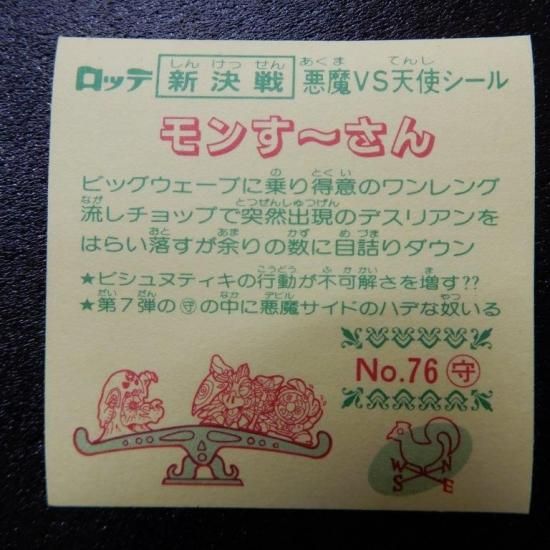 ロッテ 新決戦 悪魔VS天使シール
しんけっせん あくま てんし
モンす〜さん
ビッグウェーブに乗り得意のワンレング
の とくい
流しチョップで突然出現のデスリアンを
なが とつぜんしゅつげん
はらい落すが余りの数に目詰りダウン
おと あま かず めづま
★ビシュヌティキの行動が不可解さを増す??
こうどう ふかかい ま
★第7弾の守の中に悪魔サイドのハデな奴いる
だい だん なか デビル やつ
No.76 守
W N
S E